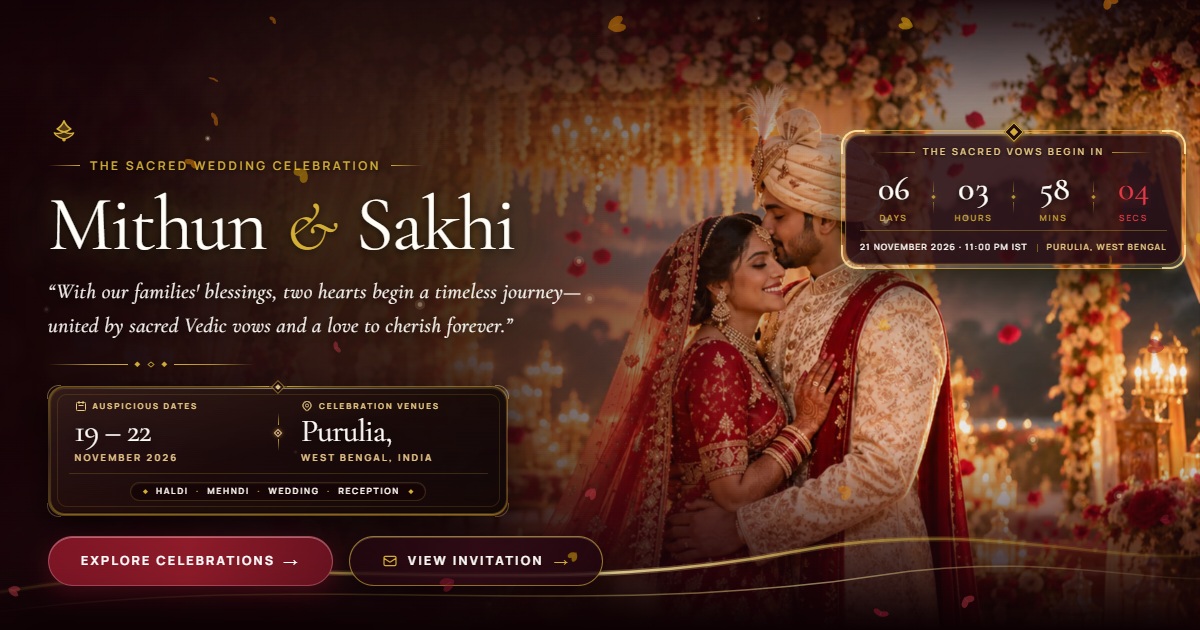 THE SACRED WEDDING CELEBRATION
Mithun & Sakhi
“With our families' blessings, two hearts begin a timeless journey—
united by sacred Vedic vows and a love to cherish forever.”
AUSPICIOUS DATES
19 – 22
NOVEMBER 2026
CELEBRATION VENUES
Purulia,
WEST BENGAL, INDIA
HALDI · MEHNDI · WEDDING · RECEPTION
EXPLORE CELEBRATIONS →
VIEW INVITATION →
THE SACRED VOWS BEGIN IN
06 03 58 04
DAYS HOURS MINS SECS
21 NOVEMBER 2026 · 11:00 PM IST | PURULIA, WEST BENGAL